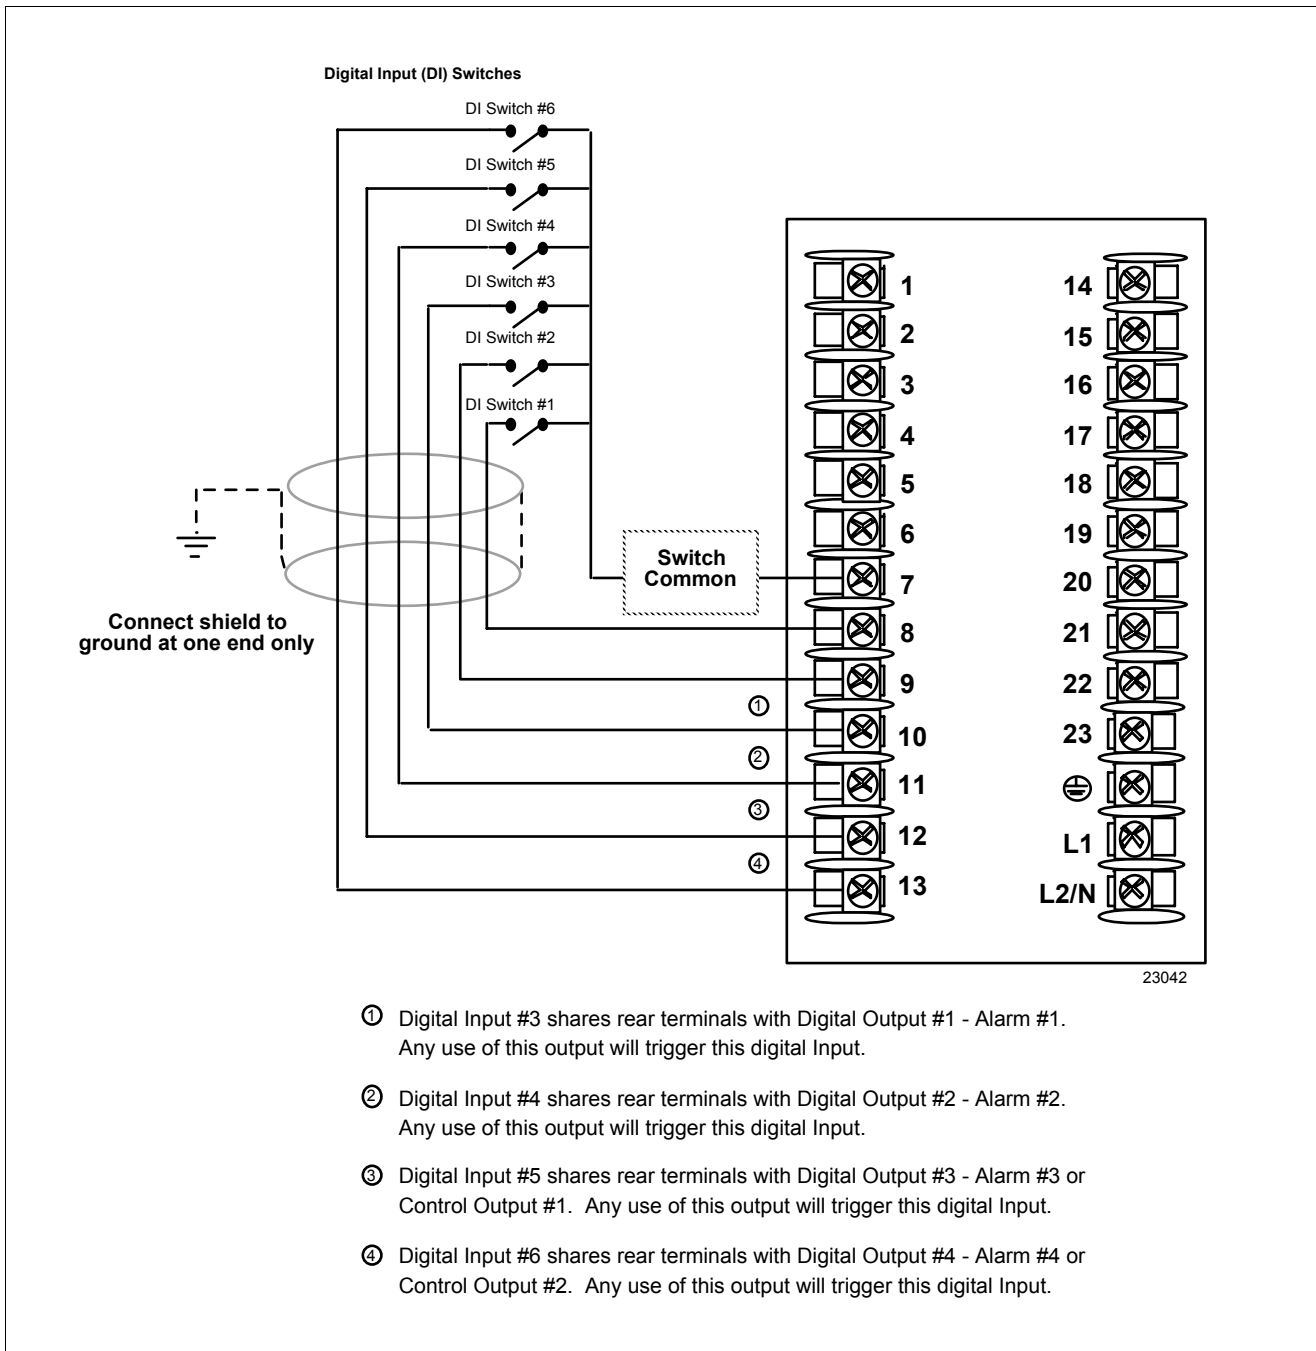 Digital Input (DI) Switches
DI Switch #6
DI Switch #5
DI Switch #4
DI Switch #3
DI Switch #2
DI Switch #1
Switch
Common
Connect shield to
ground at one end only
1
2
3
4
5
6
7
8
9
10
11
12
13
14
15
16
17
18
19
20
21
22
23
L1
L2/N
①
②
③
④
23042
① Digital Input #3 shares rear terminals with Digital Output #1 - Alarm #1.
Any use of this output will trigger this digital Input.
② Digital Input #4 shares rear terminals with Digital Output #2 - Alarm #2.
Any use of this output will trigger this digital Input.
③ Digital Input #5 shares rear terminals with Digital Output #3 - Alarm #3 or
Control Output #1. Any use of this output will trigger this digital Input.
④ Digital Input #6 shares rear terminals with Digital Output #4 - Alarm #4 or
Control Output #2. Any use of this output will trigger this digital Input.